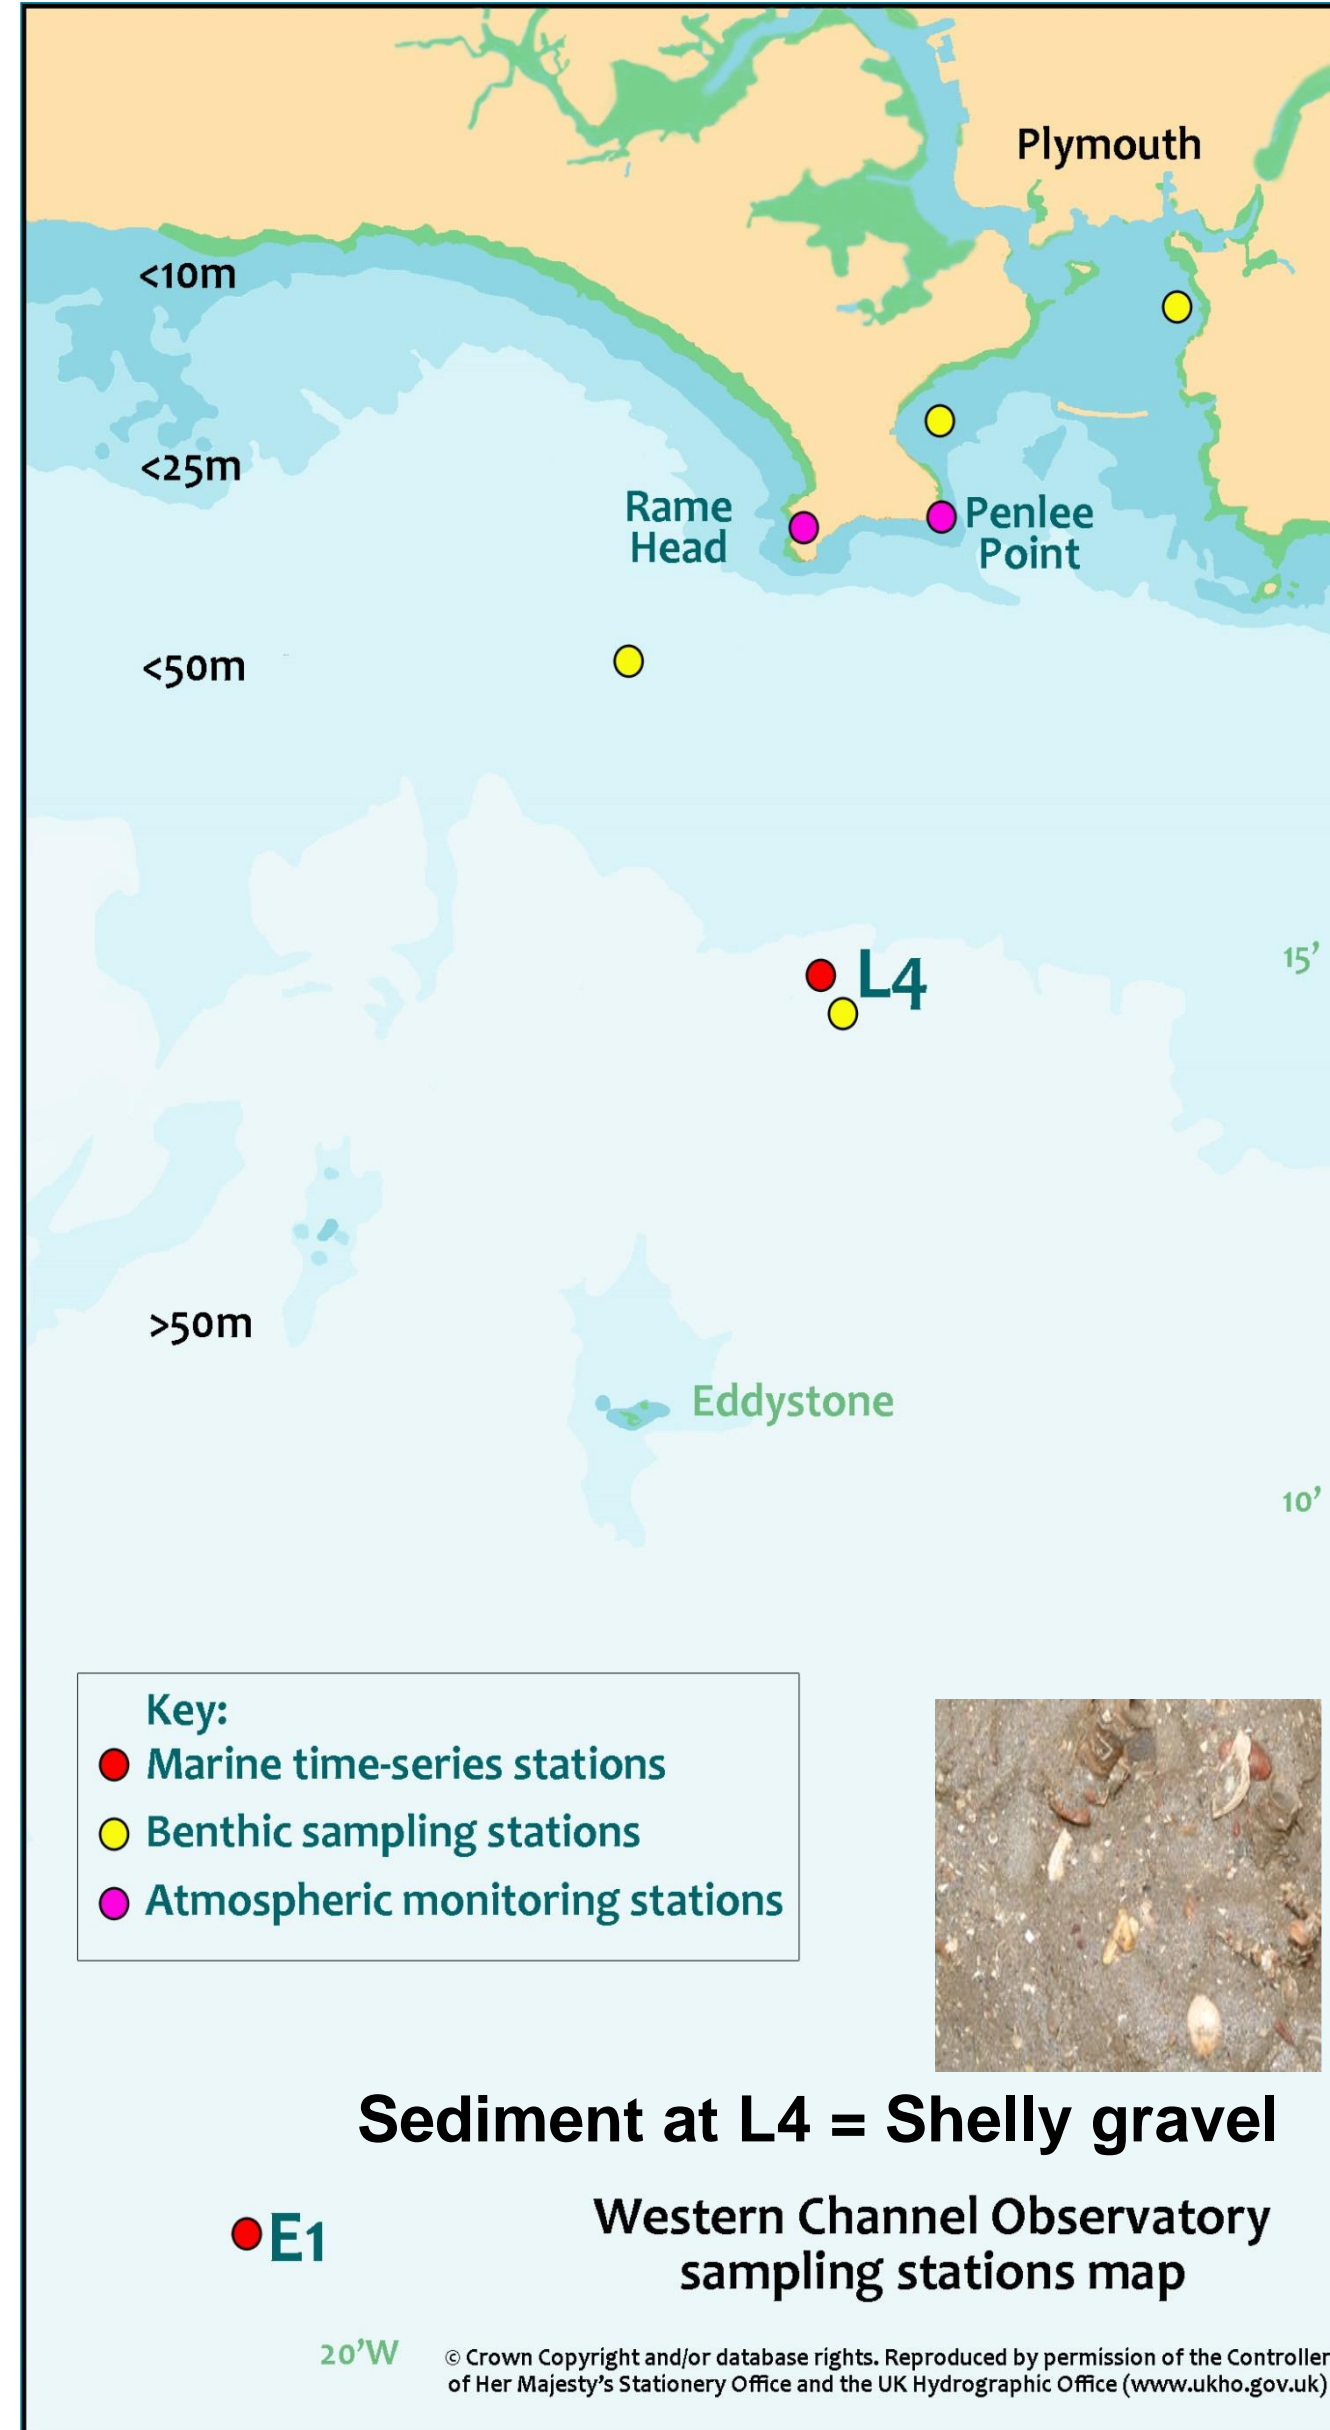 Plymouth
<10m
<25m
Rame
Head
Penlee
Point
<50m
L4
15’
>50m
Eddystone
10’
Key:
Marine time-series stations
Benthic sampling stations
Atmospheric monitoring stations
Sediment at L4 = Shelly gravel
Western Channel Observatory
sampling stations map
E1
20’W
© Crown Copyright and/or database rights. Reproduced by permission of the Controller
of Her Majesty’s Stationery Office and the UK Hydrographic Office (www.ukho.gov.uk)